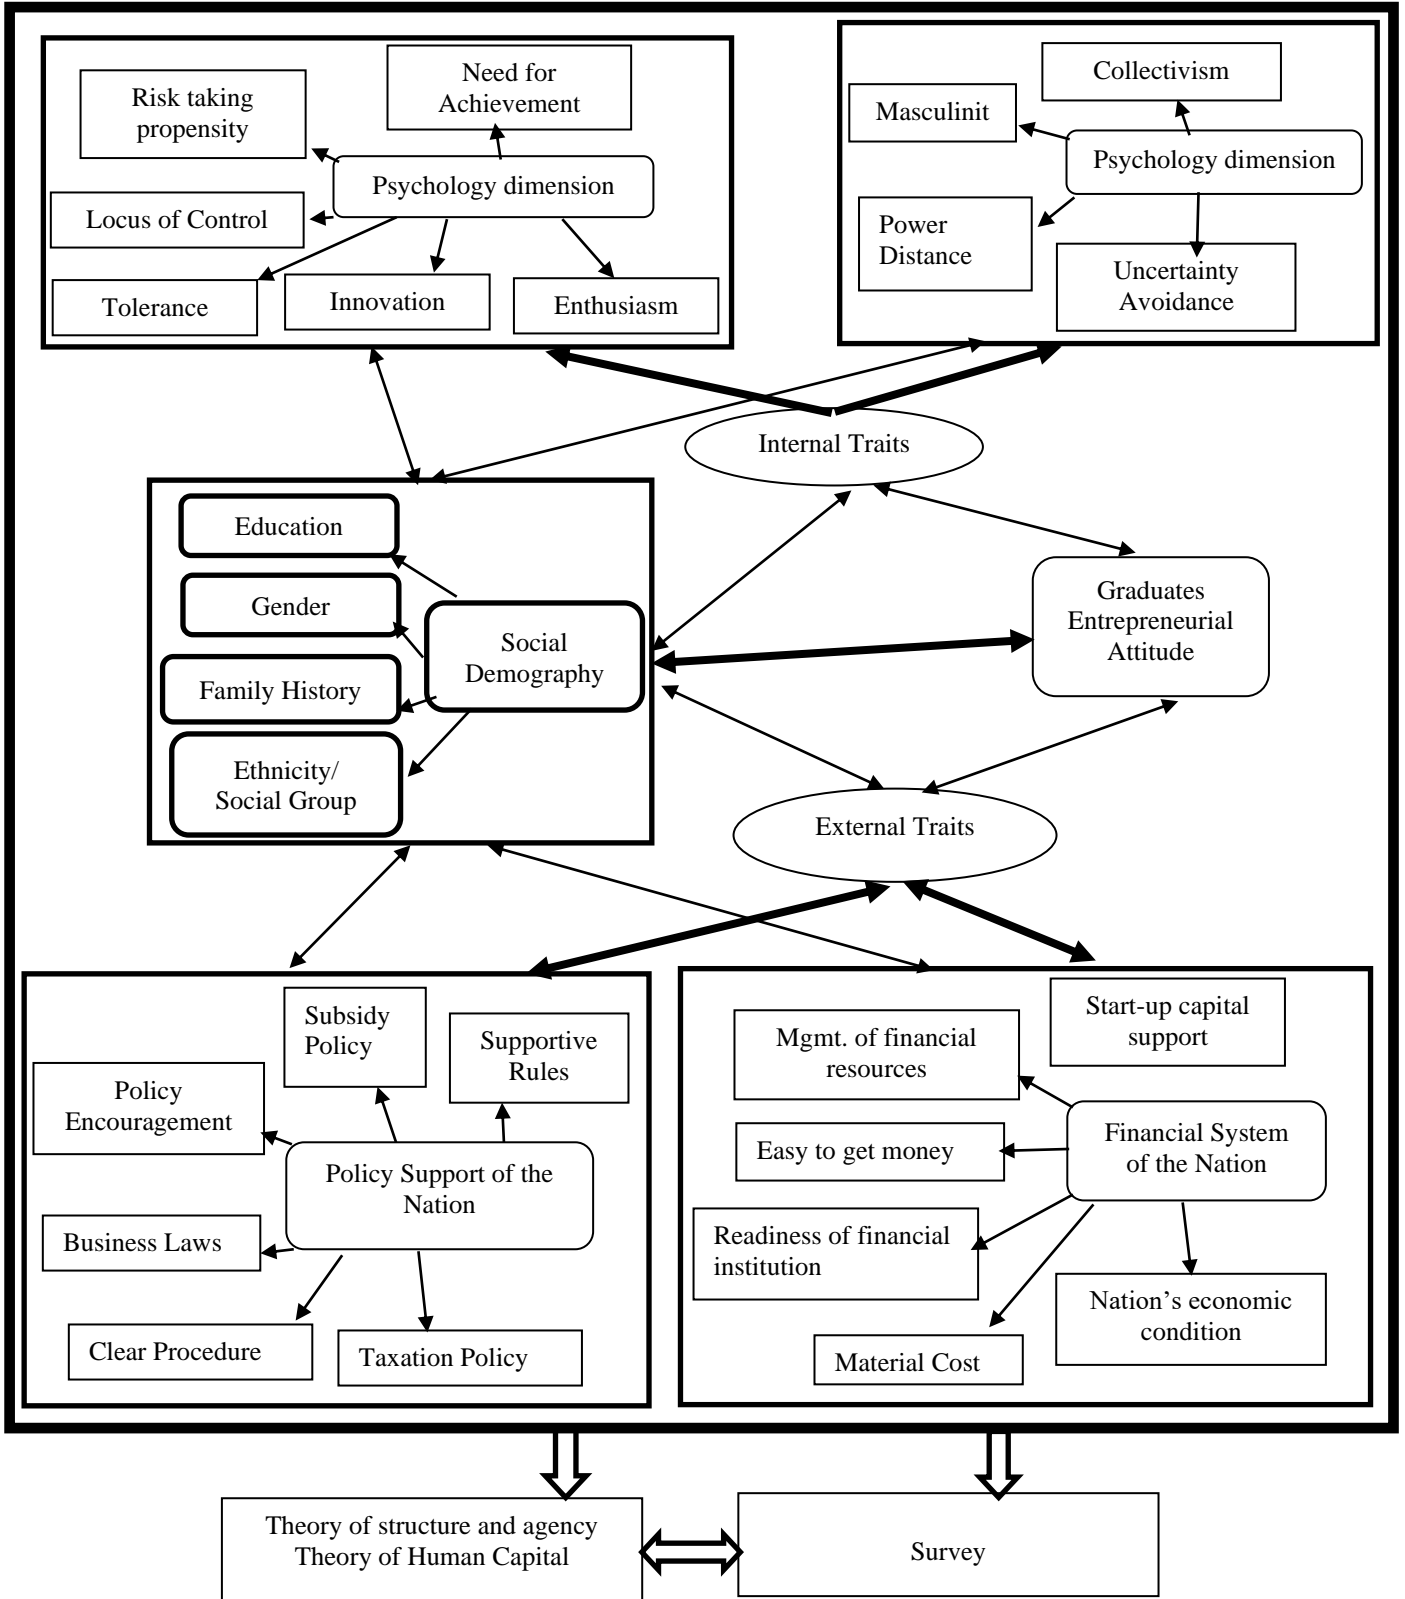 Need for
Achievement
Risk taking
propensity
Psychology dimension
Locus of Control
Tolerance
Innovation
Enthusiasm
Collectivism
Masculinit
Psychology dimension
Power
Distance
Uncertainty
Avoidance
Internal Traits
Education
Gender
Family History
Ethnicity/
Social Group
Social
Demography
Graduates
Entrepreneurial
Attitude
External Traits
Subsidy
Policy
Supportive
Rules
Policy
Encouragement
Policy Support of the
Nation
Business Laws
Clear Procedure
Taxation Policy
Start-up capital
support
Mgmt. of financial
resources
Easy to get money
Financial System
of the Nation
Readiness of financial
institution
Nation’s economic
condition
Material Cost
Theory of structure and agency
Theory of Human Capital
Survey